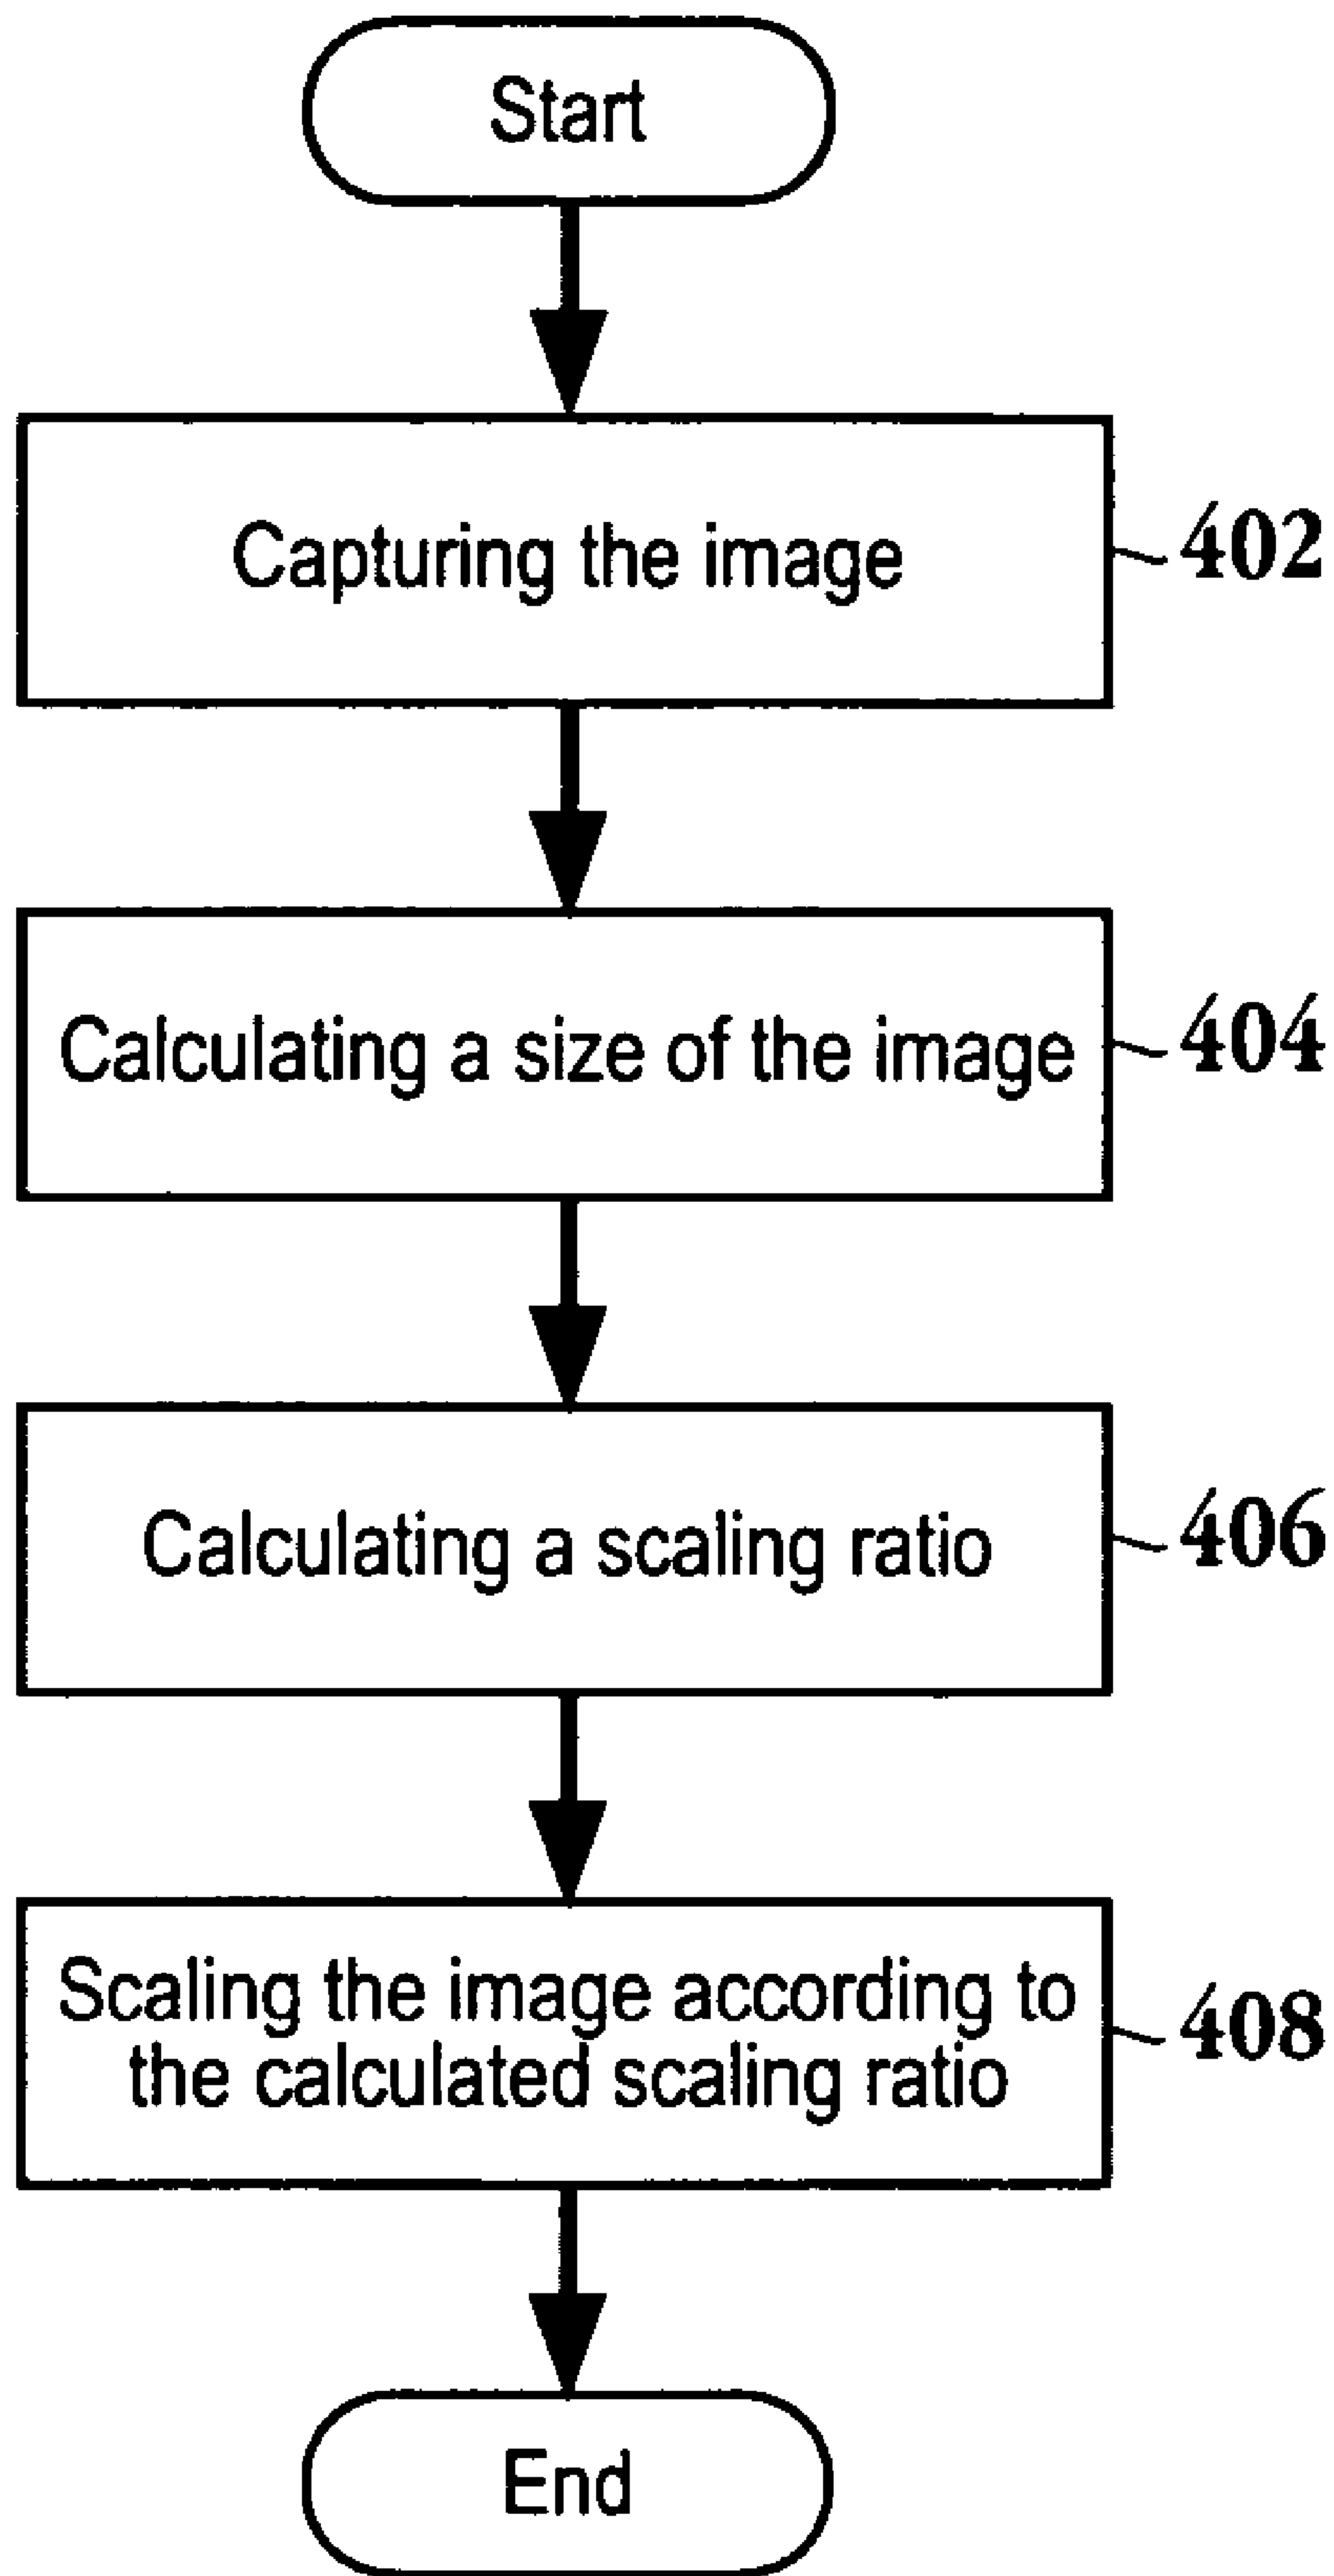 Start
Capturing the image
402
Calculating a size of the image
404
Calculating a scaling ratio
406
Scaling the image according to
the calculated scaling ratio
408
End